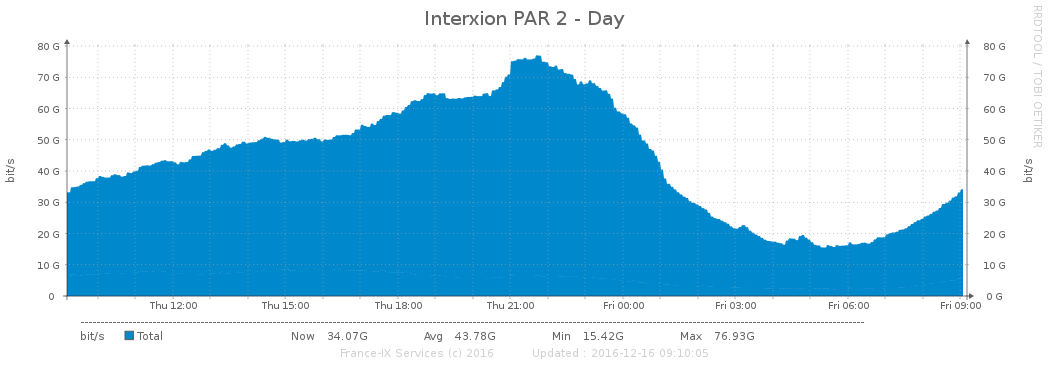 Interxion PAR 2 - Day
RRDTOOL / TOBI OETIKER
80 G 80 G
70 G 70 G
60 G 60 G
50 G 50 G
40 G 40 G
30 G 30 G
20 G 20 G
10 G 10 G
0 0 G
bit/s bit/s
Thu 12:00 Thu 15:00 Thu 18:00 Thu 21:00 Fri 00:00 Fri 03:00 Fri 06:00 Fri 09:00
bit/s Total Now 34.07G Avg 43.78G Min 15.42G Max 76.93G
France-IX Services (c) 2016 Updated : 2016-12-16 09:10:05